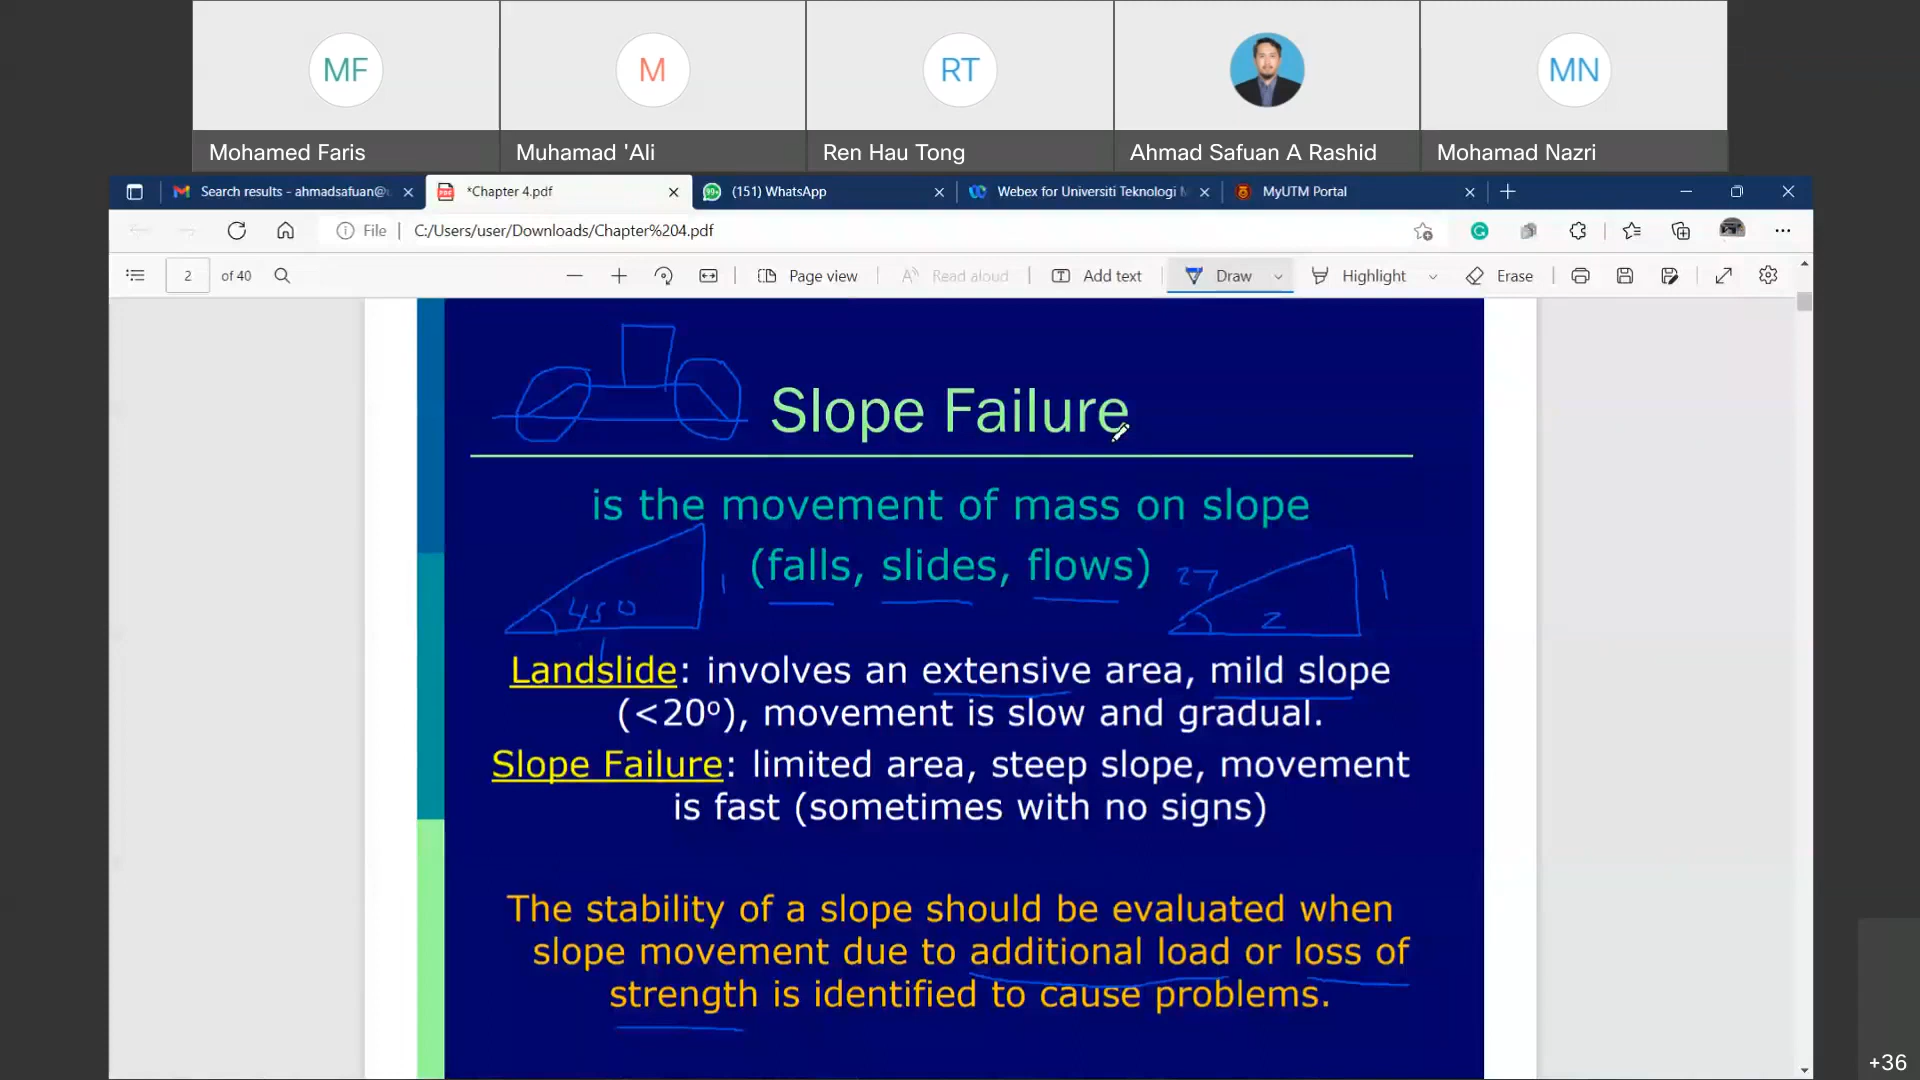 MF
M
RT
MN
Mohamed Faris
Muhamad 'Ali
Ren Hau Tong
Ahmad Safuan A Rashid
Mohamad Nazri
Search results - ahmadsafuan@
*Chapter 4.pdf
99+
(151) WhatsApp
Webex for Universiti Teknologi
MyUTM Portal
File
C:/Users/user/Downloads/Chapter%204.pdf
2 of 40
Page view
Read aloud
Add text
Draw
Highlight
Erase
Slope Failure
is the movement of mass on slope
(falls, slides, flows)
45° 1
1
27 2 1
Landslide: involves an extensive area, mild slope
(<20º), movement is slow and gradual.
Slope Failure: limited area, steep slope, movement
is fast (sometimes with no signs)
The stability of a slope should be evaluated when
slope movement due to additional load or loss of
strength is identified to cause problems.
+36